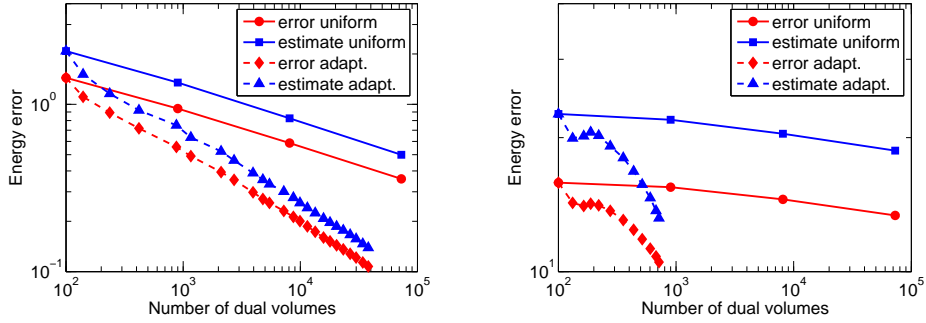 error uniform
estimate uniform
error adapt.
estimate adapt.
10^0
10^-1
Energy error
10^2
10^3
10^4
10^5
Number of dual volumes
error uniform
estimate uniform
error adapt.
estimate adapt.
10^1
Energy error
10^2
10^3
10^4
10^5
Number of dual volumes